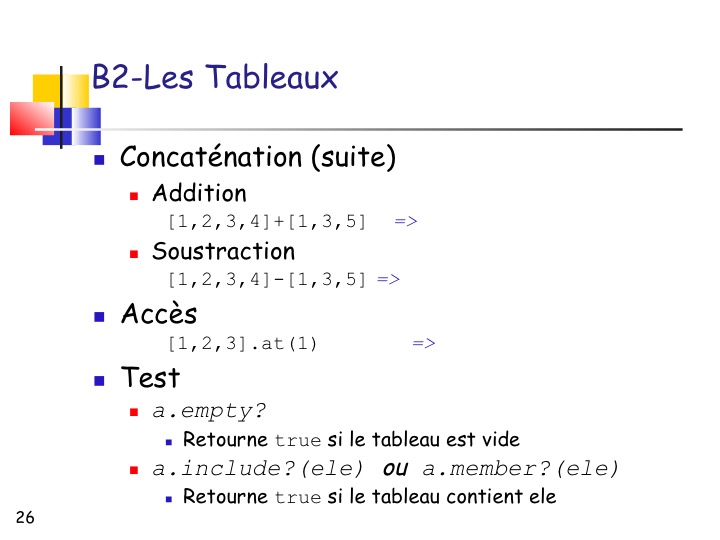 B2-Les Tableaux
Concaténation (suite)
Addition
[1,2,3,4]+[1,3,5] =>
Soustraction
[1,2,3,4]-[1,3,5] =>
Accès
[1,2,3].at(1) =>
Test
a.empty?
Retourne true si le tableau est vide
a.include?(ele) ou a.member?(ele)
Retourne true si le tableau contient ele
26